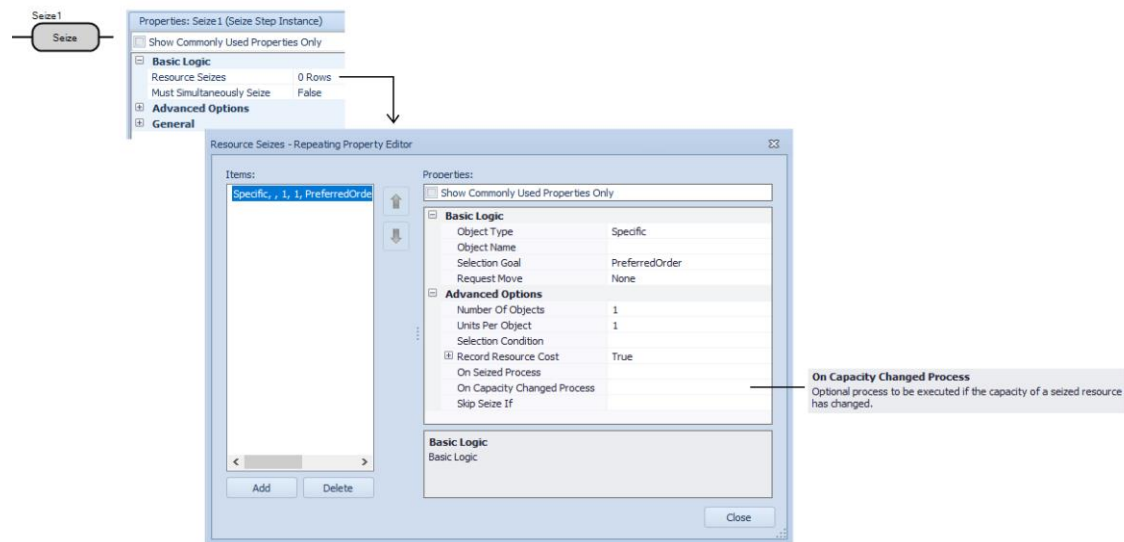 Seize1
Seize
Properties: Seize1 (Seize Step Instance)
Show Commonly Used Properties Only
Basic Logic
Resource Seizes 0 Rows
Must Simultaneously Seize False
Advanced Options
General
Resource Seizes - Repeating Property Editor
Items:
Specific, , 1, 1, PreferredOrde
Add Delete
Properties:
Show Commonly Used Properties Only
Basic Logic
Object Type Specific
Object Name
Selection Goal PreferredOrder
Request Move None
Advanced Options
Number Of Objects 1
Units Per Object 1
Selection Condition
Record Resource Cost True
On Seized Process
On Capacity Changed Process
Skip Seize If
Basic Logic
Basic Logic
Close
On Capacity Changed Process
Optional process to be executed if the capacity of a seized resource
has changed.